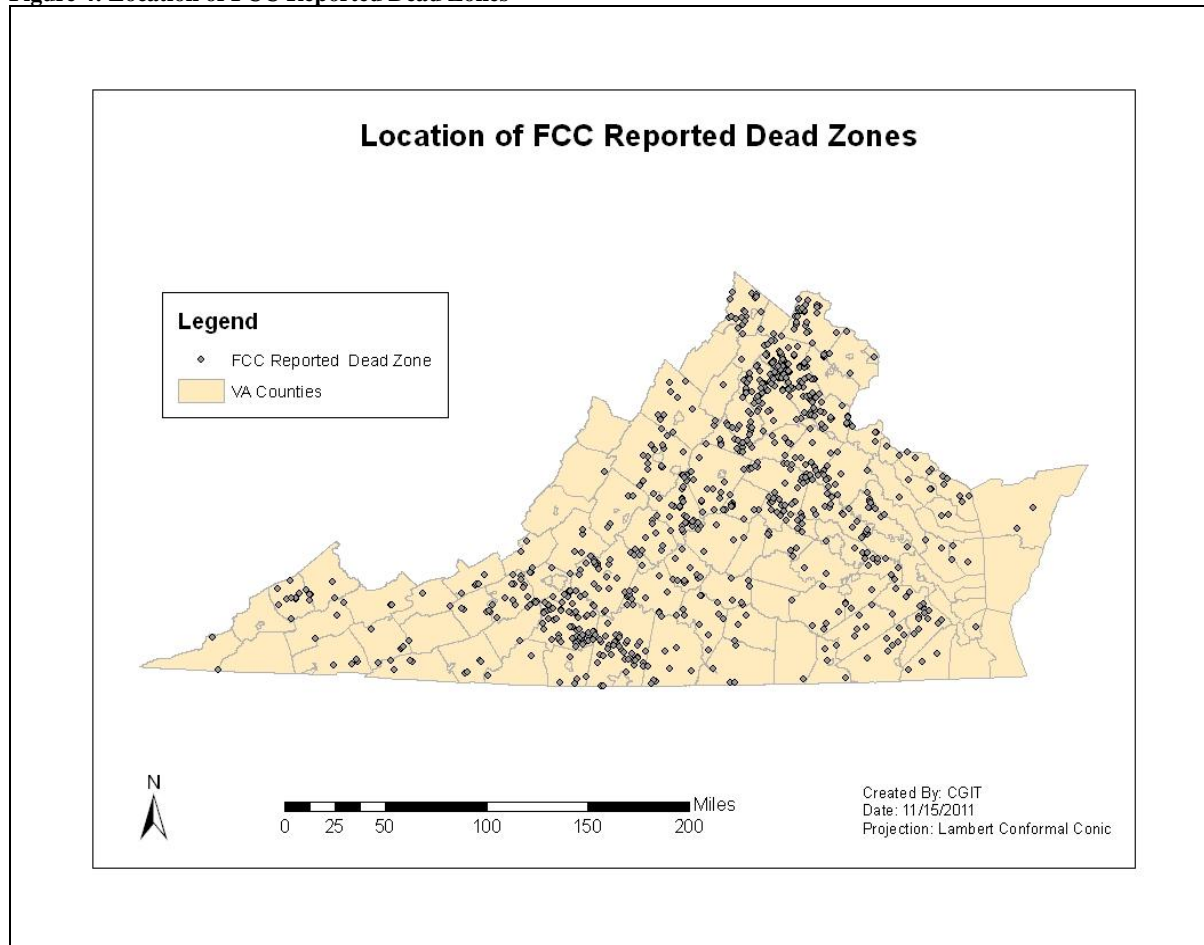 Location of FCC Reported Dead Zones
Legend
FCC Reported Dead Zone
VA Counties
N
Miles
0 25 50 100 150 200
Created By: CGIT
Date: 11/15/2011
Projection: Lambert Conformal Conic